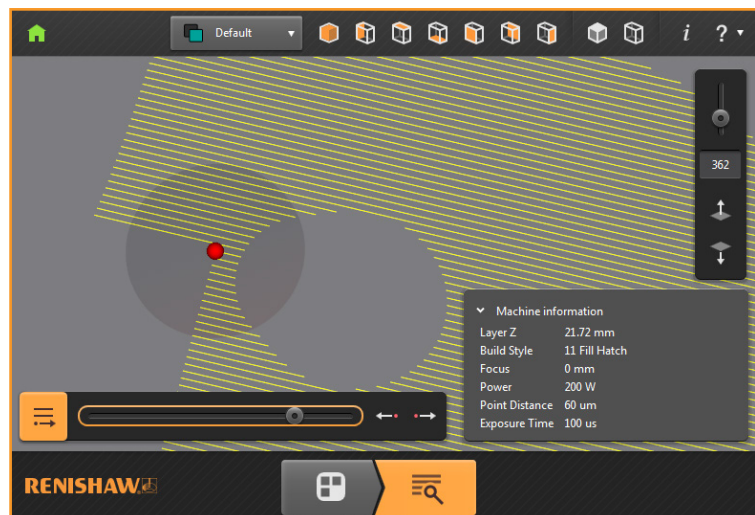 Default
i ?
362
Machine information
Layer Z 21.72 mm
Build Style 11 Fill Hatch
Focus 0 mm
Power 200 W
Point Distance 60 um
Exposure Time 100 us
RENISHAW